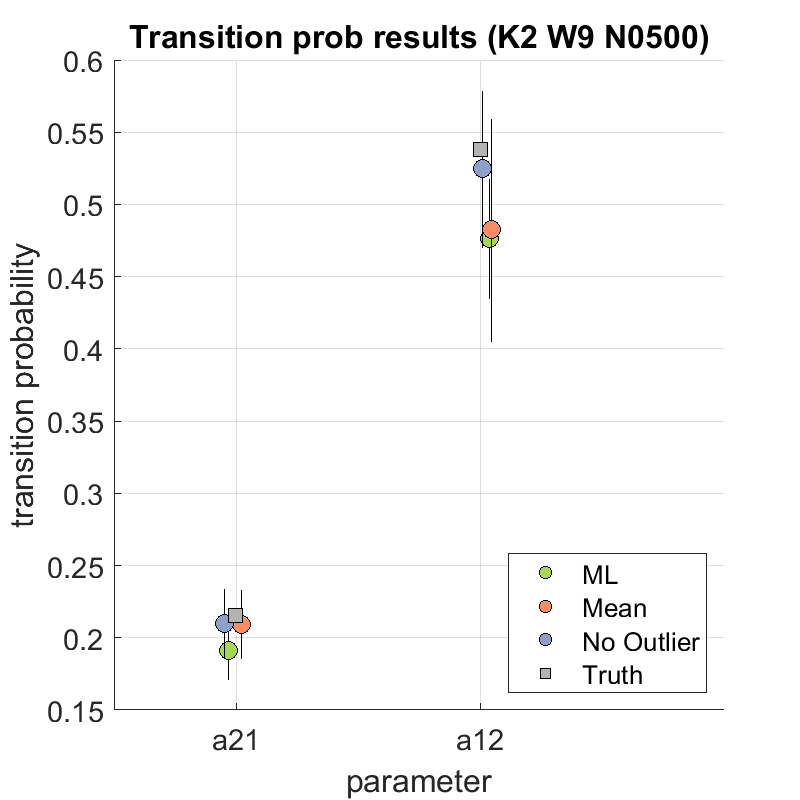 Transition prob results (K2 W9 N0500)
0.6
0.55
0.5
0.45
0.4
0.35
0.3
0.25
0.2
0.15
transition probability
ML
Mean
No Outlier
Truth
a21
a12
parameter